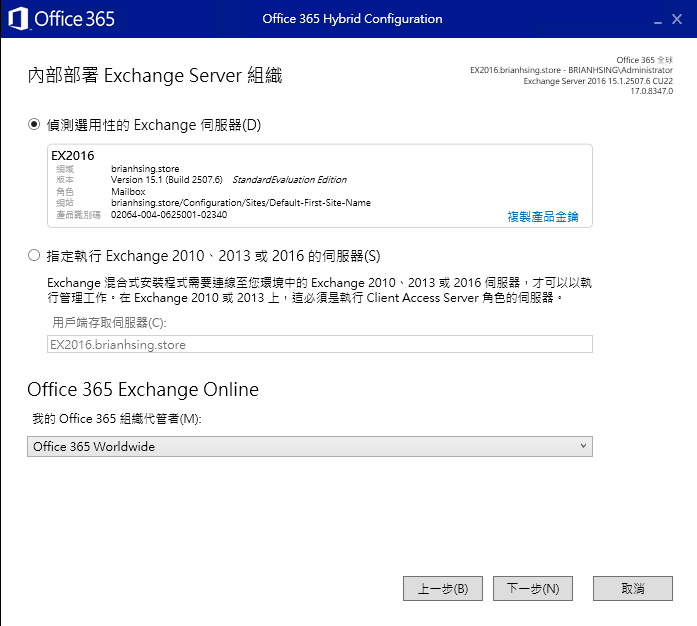 Office 365
Office 365 Hybrid Configuration
Office 365 全球
EX2016.brianhsing.store - BRIANHSING\Administrator
Exchange Server 2016 15.1.2507.6 CU22
17.0.8347.0
內部部署 Exchange Server 組織
偵測選用性的 Exchange 伺服器(D)
EX2016
網域 brianhsing.store
版本 Version 15.1 (Build 2507.6) StandardEvaluation Edition
角色 Mailbox
網站 brianhsing.store/Configuration/Sites/Default-First-Site-Name
產品識別碼 02064-004-0625001-02340
複製產品金鑰
指定執行 Exchange 2010、2013 或 2016 的伺服器(S)
Exchange 混合式安裝程式需要連線至您環境中的 Exchange 2010、2013 或 2016 伺服器，才可以以執
行管理工作。在 Exchange 2010 或 2013 上，這必須是執行 Client Access Server 角色的伺服器。
用戶端存取伺服器(C):
EX2016.brianhsing.store
Office 365 Exchange Online
我的 Office 365 組織代管者(M):
Office 365 Worldwide
上一步(B)
下一步(N)
取消